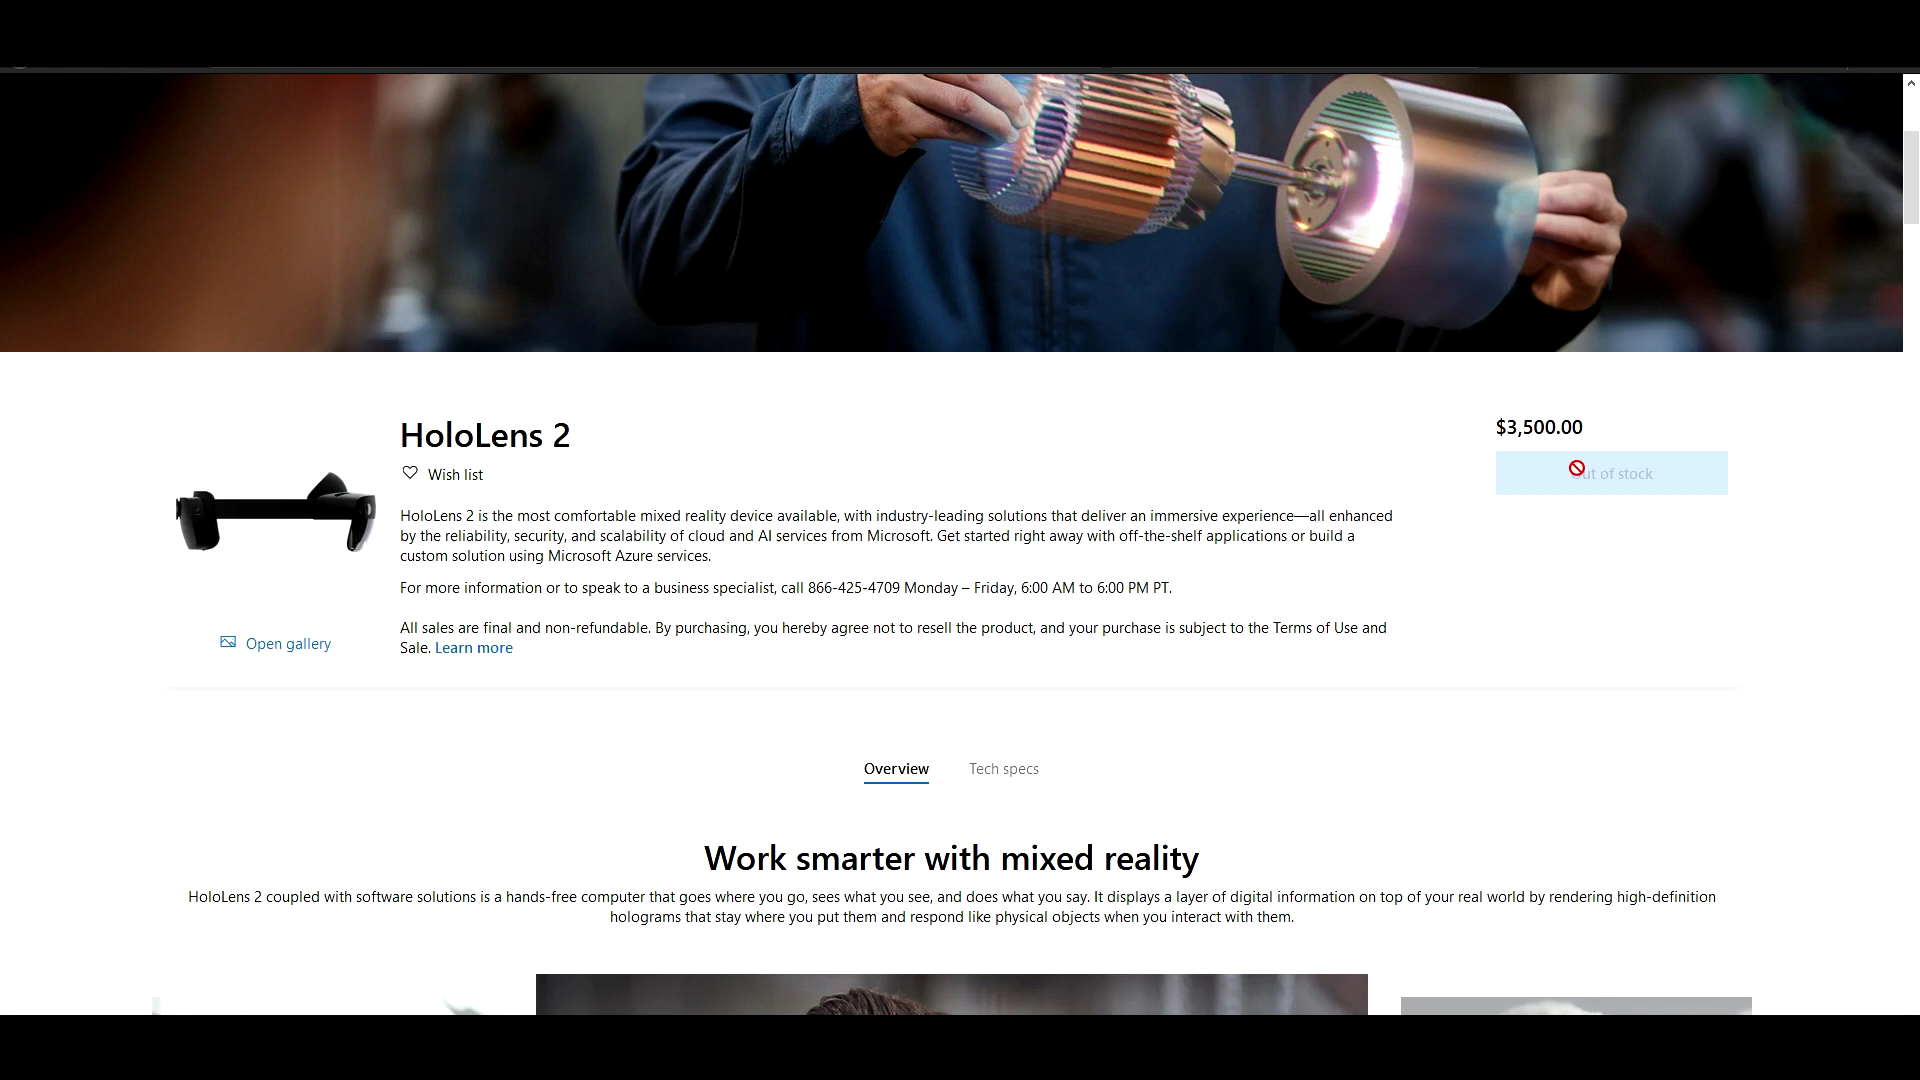 HoloLens 2
$3,500.00
Wish list
ut of stock
HoloLens 2 is the most comfortable mixed reality device available, with industry-leading solutions that deliver an immersive experience—all enhanced
by the reliability, security, and scalability of cloud and AI services from Microsoft. Get started right away with off-the-shelf applications or build a
custom solution using Microsoft Azure services.
For more information or to speak to a business specialist, call 866-425-4709 Monday – Friday, 6:00 AM to 6:00 PM PT.
All sales are final and non-refundable. By purchasing, you hereby agree not to resell the product, and your purchase is subject to the Terms of Use and
Sale. Learn more
Open gallery
Overview
Tech specs
Work smarter with mixed reality
HoloLens 2 coupled with software solutions is a hands-free computer that goes where you go, sees what you see, and does what you say. It displays a layer of digital information on top of your real world by rendering high-definition
holograms that stay where you put them and respond like physical objects when you interact with them.